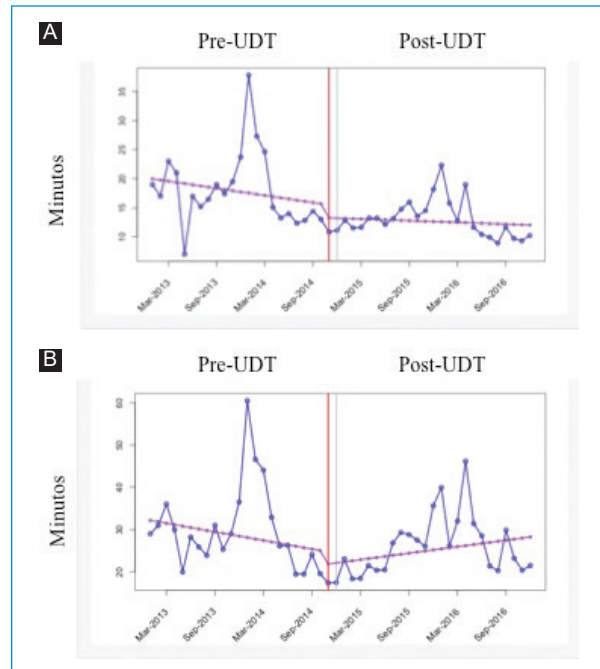 A
Pre-UDT Post-UDT
Minutos
35
30
25
20
15
10
Mar-2013 Sep-2013 Mar-2014 Sep-2014 Mar-2015 Sep-2015 Mar-2016 Sep-2016
B
Pre-UDT Post-UDT
Minutos
60
50
40
30
20
Mar-2013 Sep-2013 Mar-2014 Sep-2014 Mar-2015 Sep-2015 Mar-2016 Sep-2016